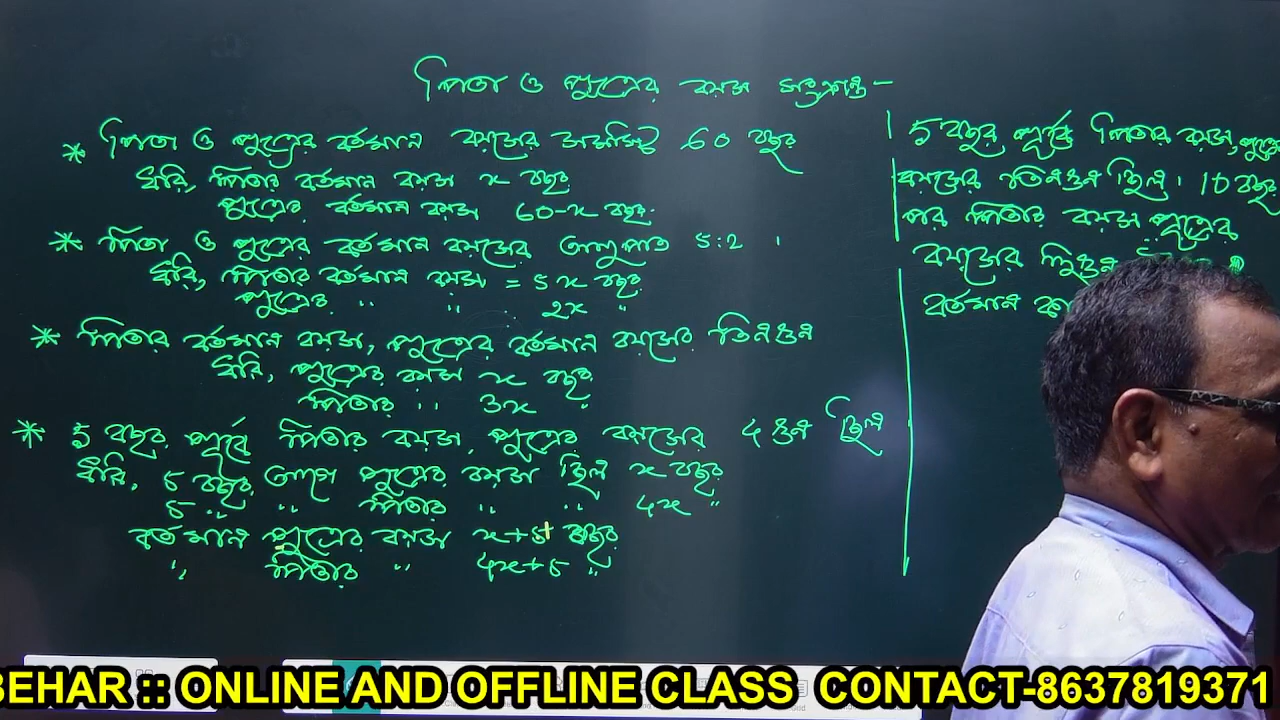 পিতা ও পুত্রের বয়স সংক্রান্ত -
* পিতা ও পুত্রের বর্তমান বয়সের সমষ্টি 60 বছর
ধরি, পিতার বর্তমান বয়স x বছর
পুত্রের বর্তমান বয়স 60-x বছর
* পিতা ও পুত্রের বর্তমান বয়সের অনুপাত 5:2 ।
ধরি, পিতার বর্তমান বয়স = 5x বছর
পুত্রের " " 2x "
* পিতার বর্তমান বয়স, পুত্রের বর্তমান বয়সের তিনগুন
ধরি, পুত্রের বয়স x বছর
পিতার " 3x "
* 5 বছর পূর্বে পিতার বয়স, পুত্রের বয়সের 4 গুন ছিল
ধরি, 5 বছর আগে পুত্রের বয়স ছিল x বছর
5 " " পিতার " " 4x "
বর্তমান পুত্রের বয়স x+5 বছর
" পিতার " 4x+5 "
5 বছর পূর্বে পিতার বয়স, পুত্রের
বয়সের তিনগুন ছিল। 10 বছর
পর পিতার বয়স পুত্রের
বয়সের দ্বিগুন
বর্তমান
BEHAR :: ONLINE AND OFFLINE CLASS CONTACT-8637819371